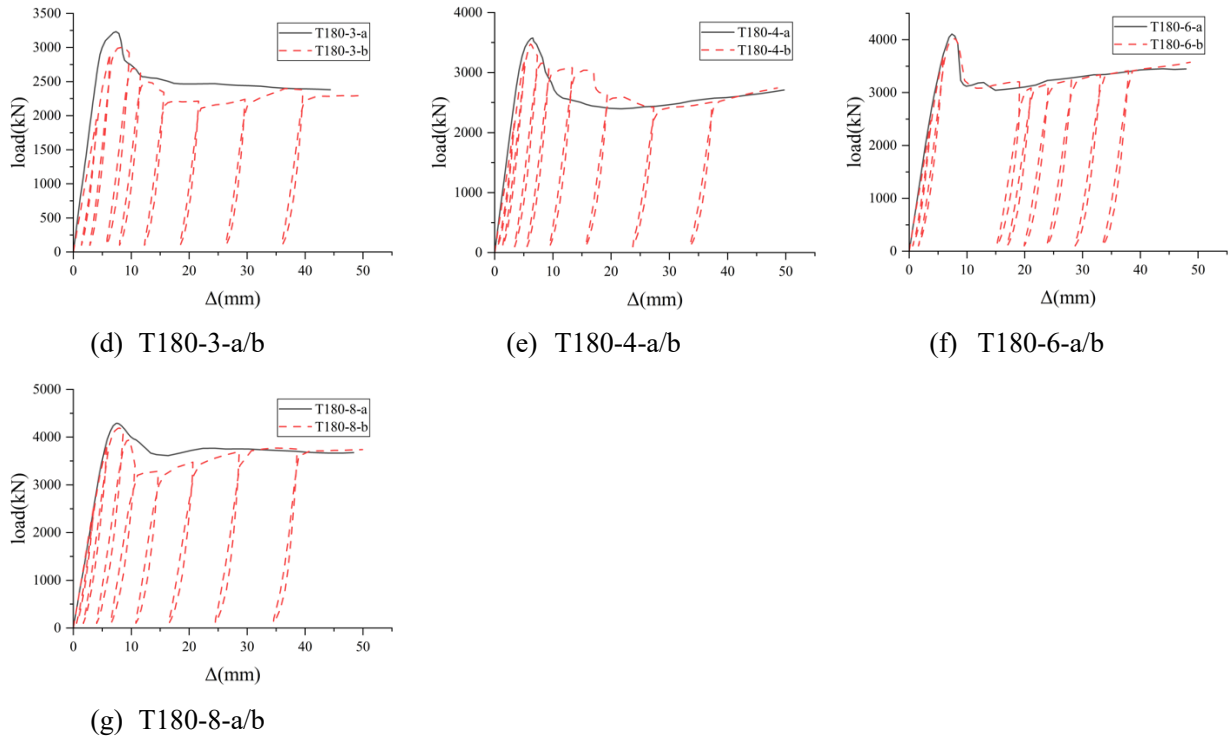 3500
3000
2500
2000
1500
1000
500
0
load(kN)
0 10 20 30 40 50
Δ(mm)
T180-3-a
T180-3-b
(d) T180-3-a/b
4000
3000
2000
1000
0
load(kN)
0 10 20 30 40 50
Δ(mm)
T180-4-a
T180-4-b
(e) T180-4-a/b
4000
3000
2000
1000
0
load(kN)
0 10 20 30 40 50
Δ(mm)
T180-6-a
T180-6-b
(f) T180-6-a/b
5000
4000
3000
2000
1000
0
load(kN)
0 10 20 30 40 50
Δ(mm)
T180-8-a
T180-8-b
(g) T180-8-a/b